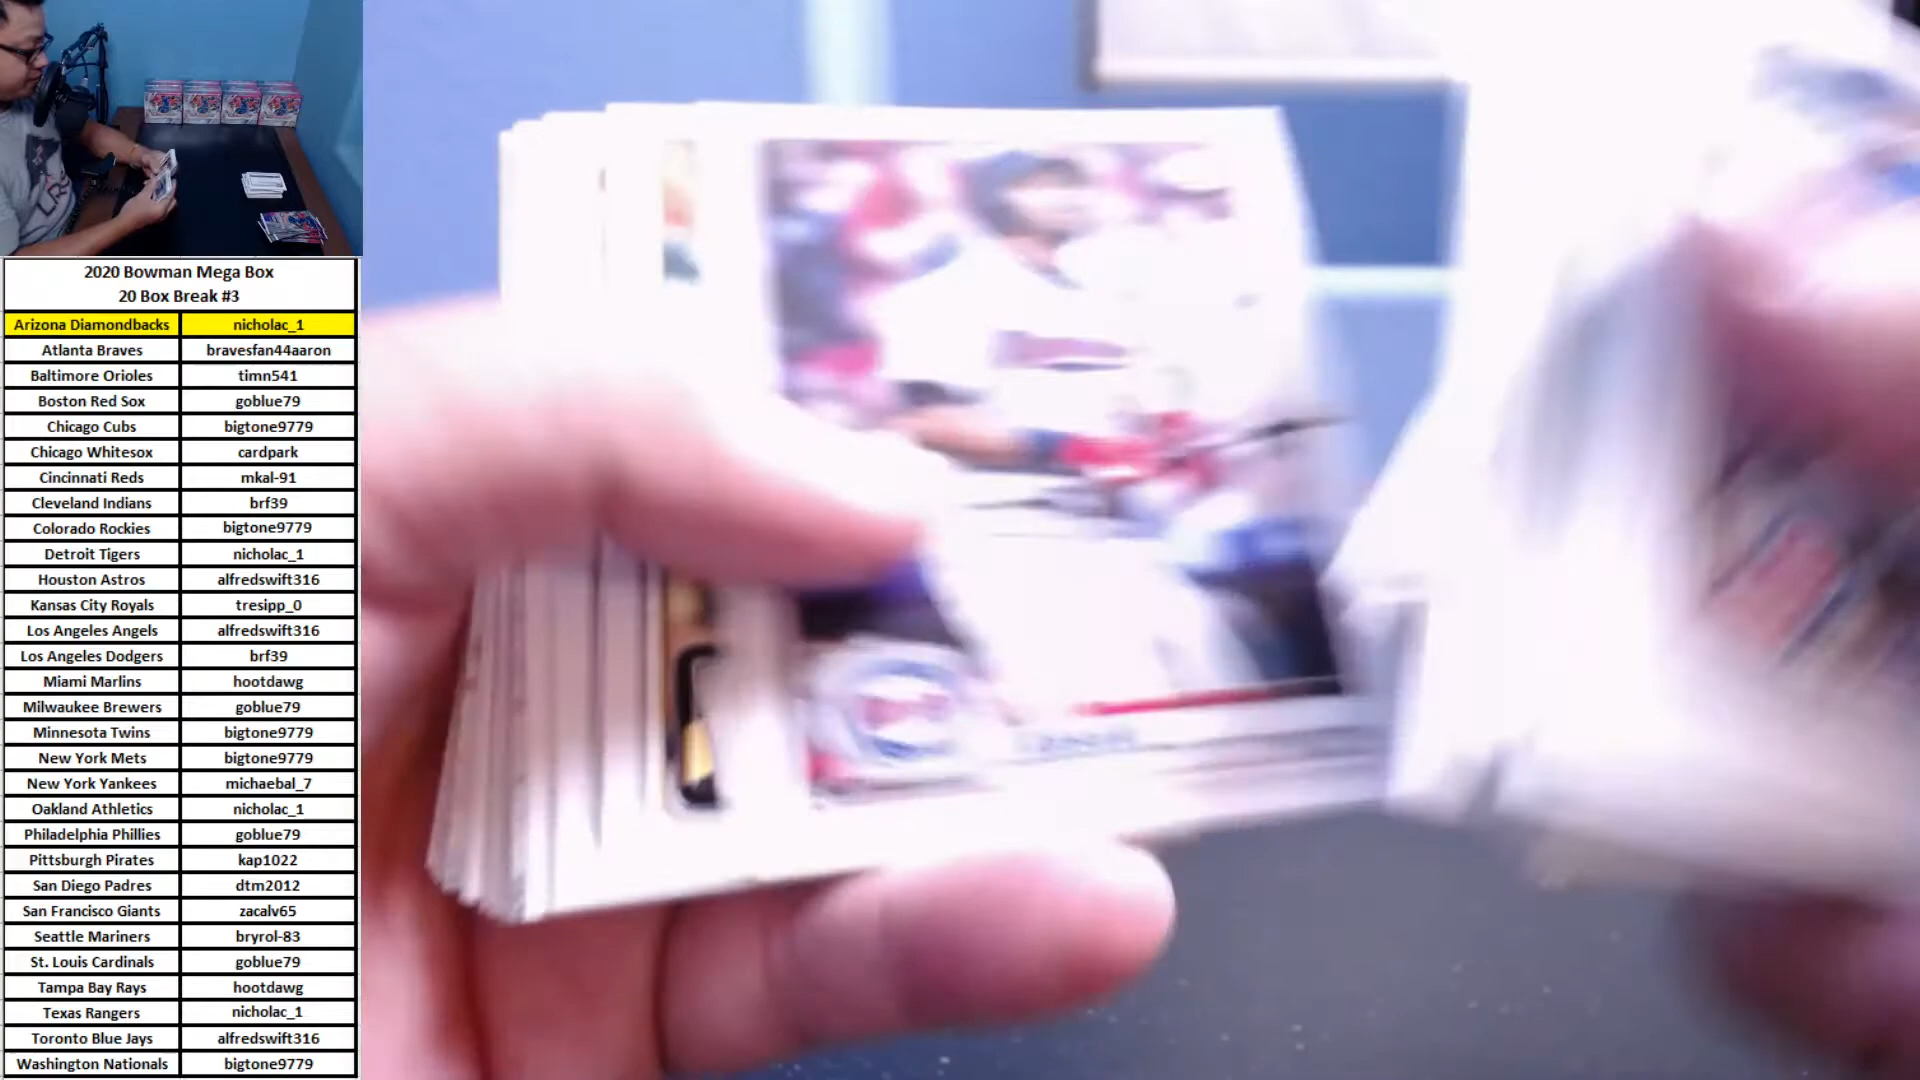 2020 Bowman Mega Box
20 Box Break #3
Arizona Diamondbacks nicholac_1
Atlanta Braves bravesfan44aaron
Baltimore Orioles timn541
Boston Red Sox goblue79
Chicago Cubs bigtone9779
Chicago Whitesox cardpark
Cincinnati Reds mkal-91
Cleveland Indians brf39
Colorado Rockies bigtone9779
Detroit Tigers nicholac_1
Houston Astros alfredswift316
Kansas City Royals tresipp_0
Los Angeles Angels alfredswift316
Los Angeles Dodgers brf39
Miami Marlins hootdawg
Milwaukee Brewers goblue79
Minnesota Twins bigtone9779
New York Mets bigtone9779
New York Yankees michaebal_7
Oakland Athletics nicholac_1
Philadelphia Phillies goblue79
Pittsburgh Pirates kap1022
San Diego Padres dtm2012
San Francisco Giants zacalv65
Seattle Mariners bryrol-83
St. Louis Cardinals goblue79
Tampa Bay Rays hootdawg
Texas Rangers nicholac_1
Toronto Blue Jays alfredswift316
Washington Nationals bigtone9779